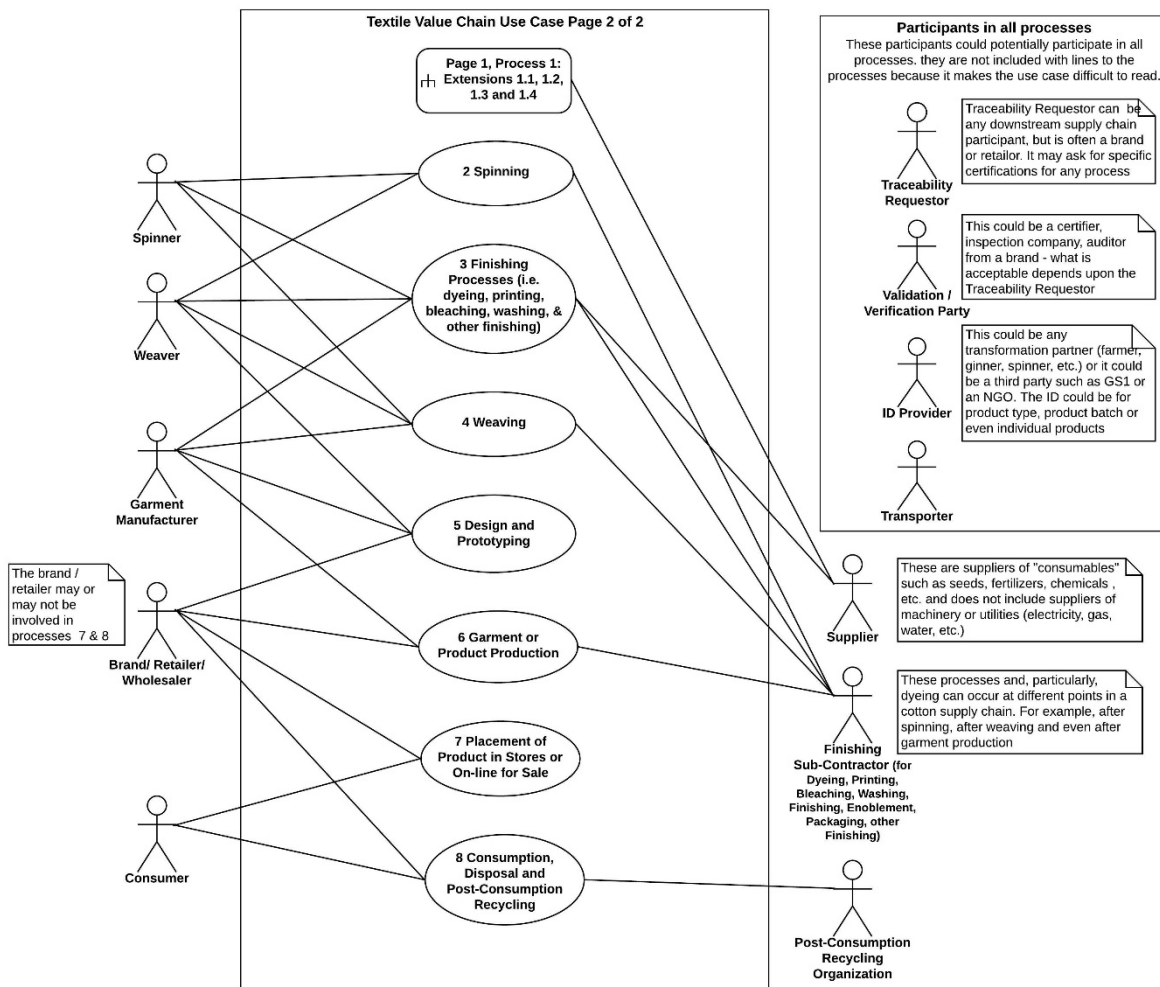 Textile Value Chain Use Case Page 2 of 2
Page 1, Process 1:
Extensions 1.1, 1.2,
1.3 and 1.4
2 Spinning
3 Finishing
Processes (i.e.
dyeing, printing,
bleaching, washing, &
other finishing)
4 Weaving
5 Design and
Prototyping
6 Garment or
Product Production
7 Placement of
Product in Stores or
On-line for Sale
8 Consumption,
Disposal and
Post-Consumption
Recycling
Spinner
Weaver
Garment
Manufacturer
The brand /
retailer may or
may not be
involved in
processes 7 & 8
Brand/ Retailer/
Wholesaler
Consumer
Participants in all processes
These participants could potentially participate in all
processes. they are not included with lines to the
processes because it makes the use case difficult to read.
Traceability
Requestor
Traceability Requestor can be
any downstream supply chain
participant, but is often a brand
or retailor. It may ask for specific
certifications for any process
Validation /
Verification Party
This could be a certifier,
inspection company, auditor
from a brand - what is
acceptable depends upon the
Traceability Requestor
ID Provider
This could be any
transformation partner (farmer,
ginner, spinner, etc.) or it could
be a third party such as GS1 or
an NGO. The ID could be for
product type, product batch or
even individual products
Transporter
Supplier
These are suppliers of "consumables"
such as seeds, fertilizers, chemicals ,
etc. and does not include suppliers of
machinery or utilities (electricity, gas,
water, etc.)
Finishing
Sub-Contractor (for
Dyeing, Printing,
Bleaching, Washing,
Finishing, Enoblement,
Packaging, other
Finishing)
These processes and, particularly,
dyeing can occur at different points in a
cotton supply chain. For example, after
spinning, after weaving and even after
garment production
Post-Consumption
Recycling
Organization